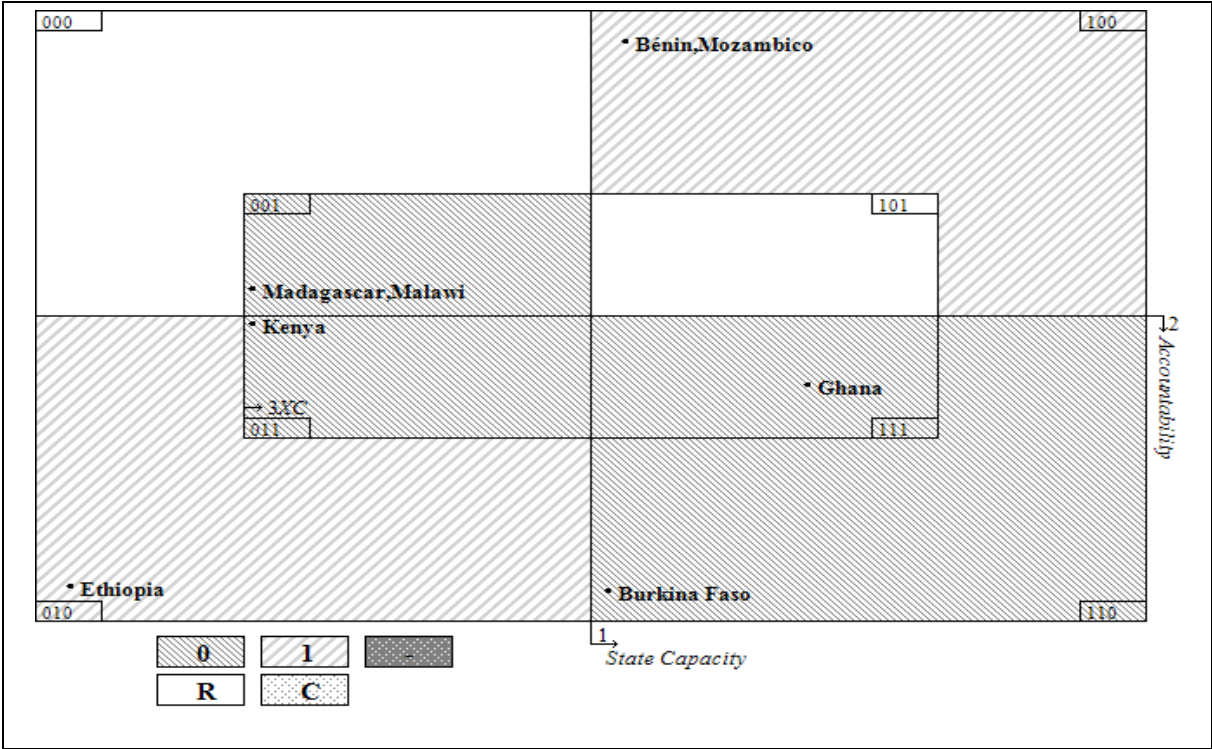 000
100
Bénin,Mozambico
001
101
Madagascar,Malawi
Kenya
2
Accountability
Ghana
3XC
011
111
Ethiopia
Burkina Faso
010
110
1
State Capacity
0
1
-
R
C